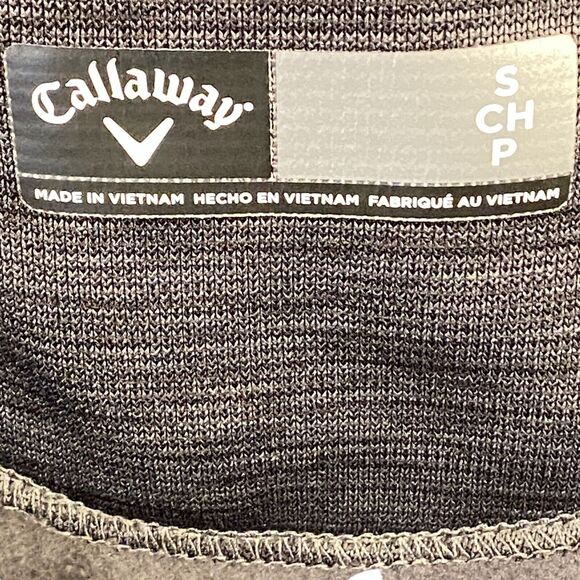 Callaway
S
CH
P
MADE IN VIETNAM HECHO EN VIETNAM FABRIQUÉ AU VIETNAM